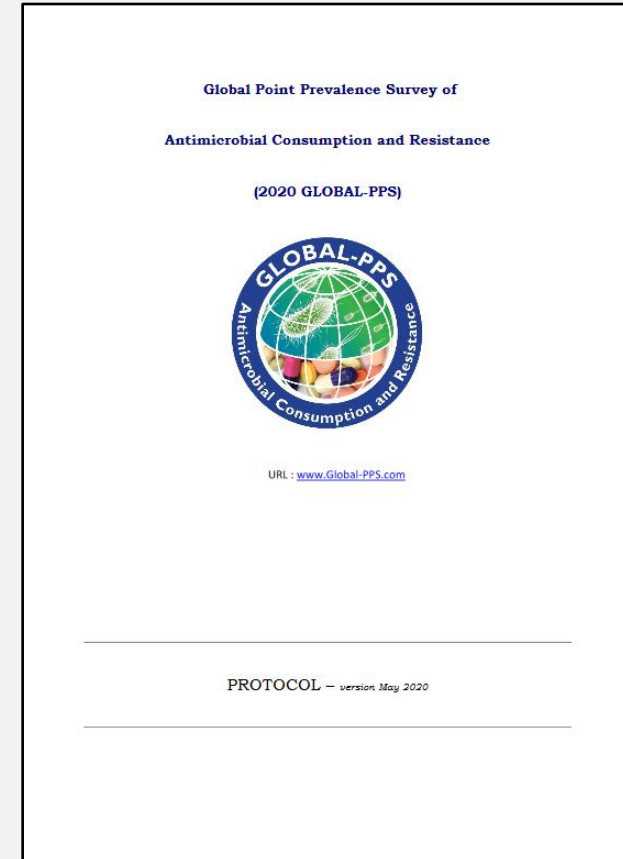 Global Point Prevalence Survey of
Antimicrobial Consumption and Resistance
(2020 GLOBAL-PPS)
GLOBAL-PPS
Antimicrobial Consumption and Resistance
URL : www.Global-PPS.com
PROTOCOL – version May 2020